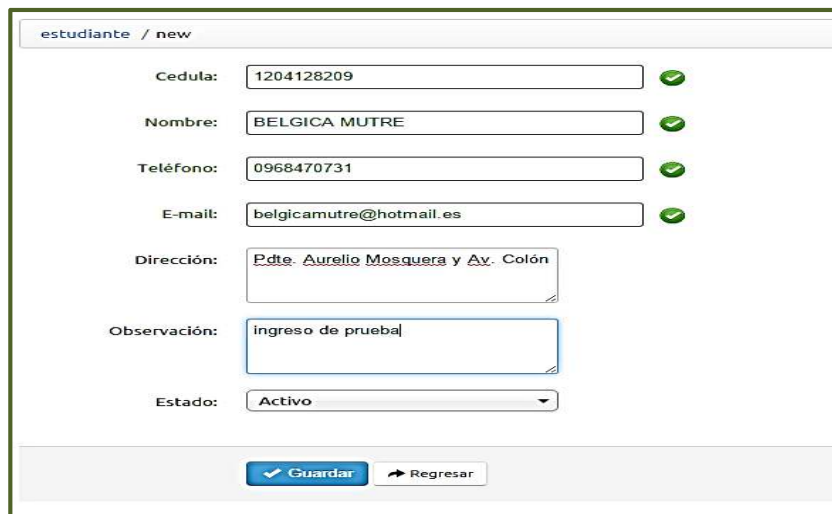 estudiante / new
Cedula: 1204128209
Nombre: BELGICA MUTRE
Teléfono: 0968470731
E-mail: belgicamutre@hotmail.es
Dirección: Pdte. Aurelio Mosquera y Av. Colón
Observación: ingreso de prueba
Estado: Activo
Guardar Regresar